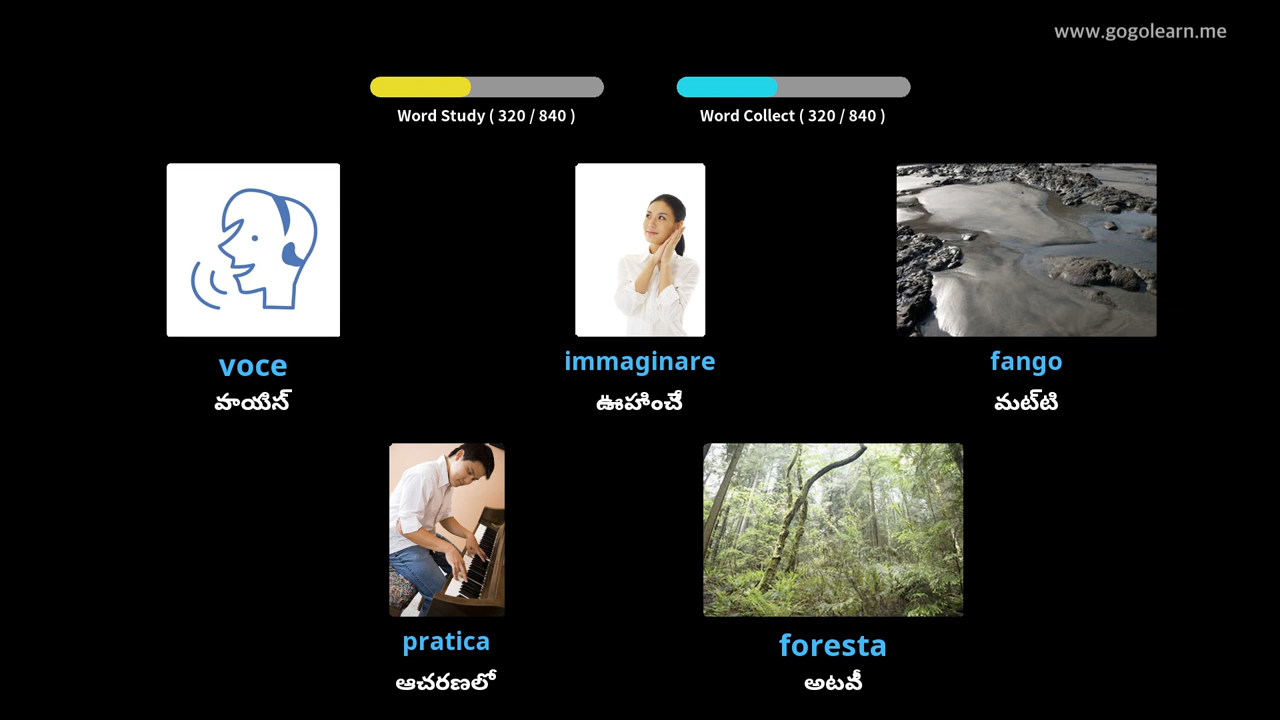 www.gogolearn.me
Word Study ( 320 / 840 )
Word Collect ( 320 / 840 )
voce
వాయిస్
immaginare
ఊహించే
fango
మట్టి
pratica
ఆచరణలో
foresta
అటవీ